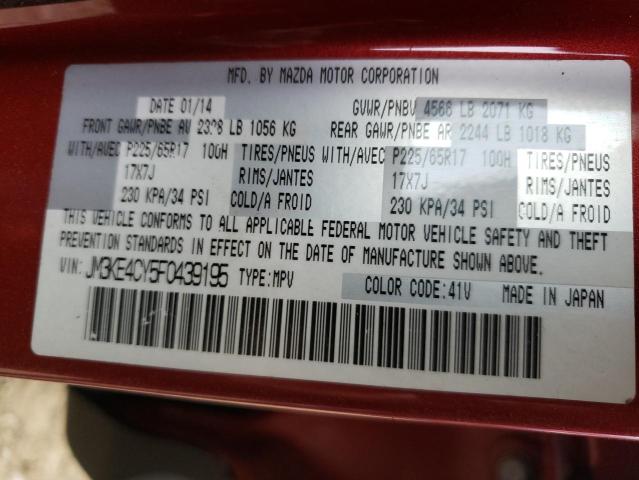 MFD. BY MAZDA MOTOR CORPORATION
DATE 01/14 GVWR/PNBV 4568 LB 2071 KG
FRONT GAWR/PNBE AV 2328 LB 1056 KG REAR GAWR/PNBE AR 2244 LB 1018 KG
WITH/AVEC P225/65R17 100H TIRES/PNEUS WITH/AVEC P225/65R17 100H TIRES/PNEUS
17X7J RIMS/JANTES 17X7J RIMS/JANTES
230 KPA/34 PSI COLD/A FROID 230 KPA/34 PSI COLD/A FROID
THIS VEHICLE CONFORMS TO ALL APPLICABLE FEDERAL MOTOR VEHICLE SAFETY AND THEFT
PREVENTION STANDARDS IN EFFECT ON THE DATE OF MANUFACTURE SHOWN ABOVE.
VIN: JM3KE4CY5F0439195 TYPE:MPV COLOR CODE:41V MADE IN JAPAN